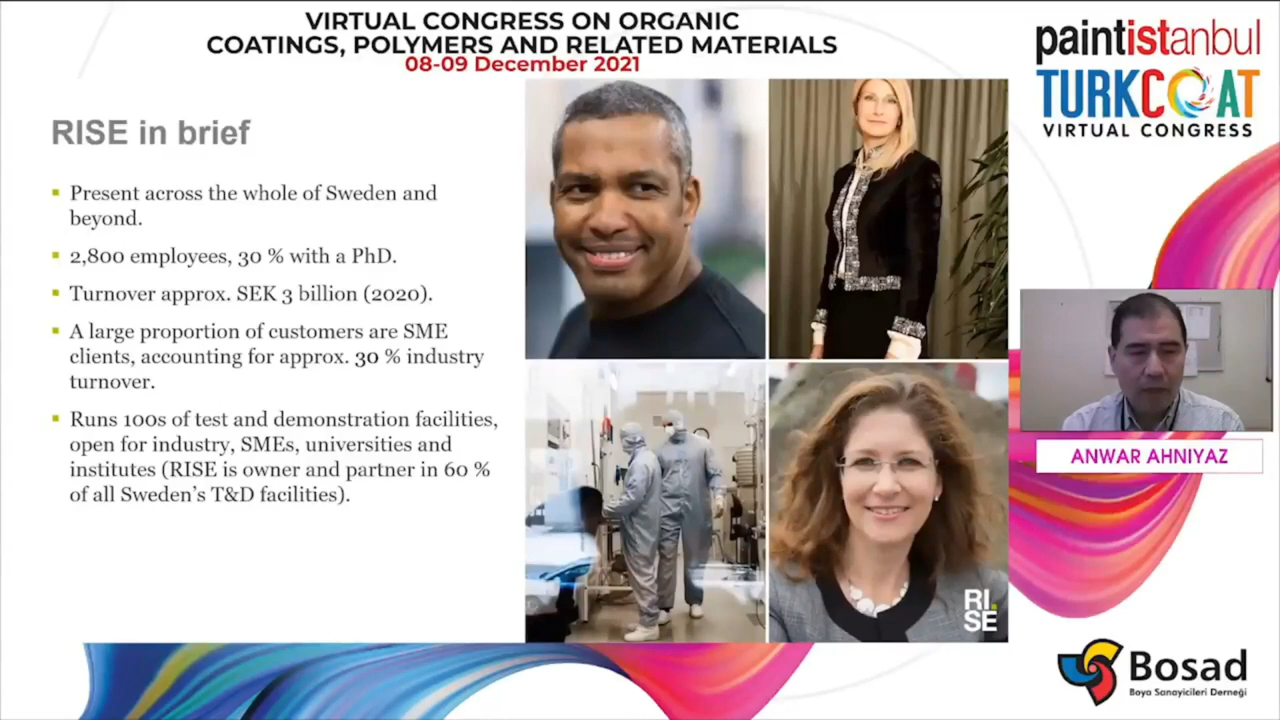 VIRTUAL CONGRESS ON ORGANIC
COATINGS, POLYMERS AND RELATED MATERIALS
08-09 December 2021
paintistanbul
TURKCOAT
VIRTUAL CONGRESS
RISE in brief
Present across the whole of Sweden and
beyond.
2,800 employees, 30 % with a PhD.
Turnover approx. SEK 3 billion (2020).
A large proportion of customers are SME
clients, accounting for approx. 30 % industry
turnover.
Runs 100s of test and demonstration facilities,
open for industry, SMEs, universities and
institutes (RISE is owner and partner in 60 %
of all Sweden's T&D facilities).
RI.
SE
ANWAR AHNIYAZ
Bosad
Boya Sanayicileri Derneği